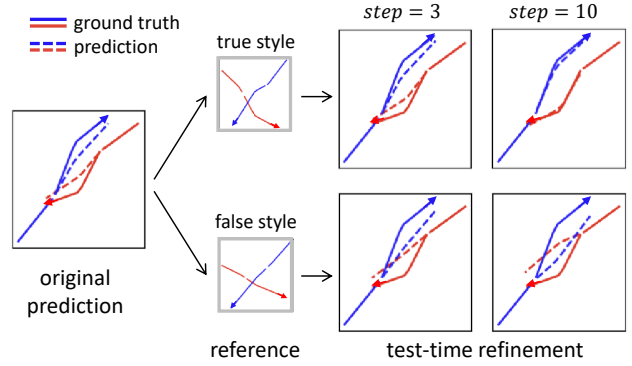 ground truth
prediction
true style
step = 3
step = 10
original
prediction
false style
reference
test-time refinement